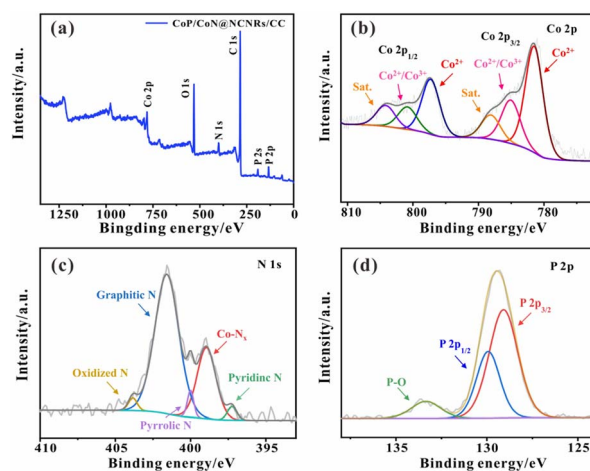 (a)
CoP/CoN@NCNRs/CC
C 1s
O 1s
Co 2p
N 1s
P 2s
P 2p
Intensity/a.u.
1250 1000 750 500 250 0
Bingding energy/eV
(b)
Co 2p
Co 2p3/2
Co 2p1/2
Co²⁺
Co²⁺/Co³⁺
Co²⁺
Co²⁺/Co³⁺
Sat.
Sat.
Intensity/a.u.
810 800 790 780
Binding energy/eV
(c)
N 1s
Graphitic N
Co-Nx
Oxidized N
Pyridinc N
Pyrrolic N
Intensity/a.u.
410 405 400 395
Binding energy/eV
(d)
P 2p
P 2p3/2
P 2p1/2
P-O
Intensity/a.u.
135 130 125
Binding energy/eV